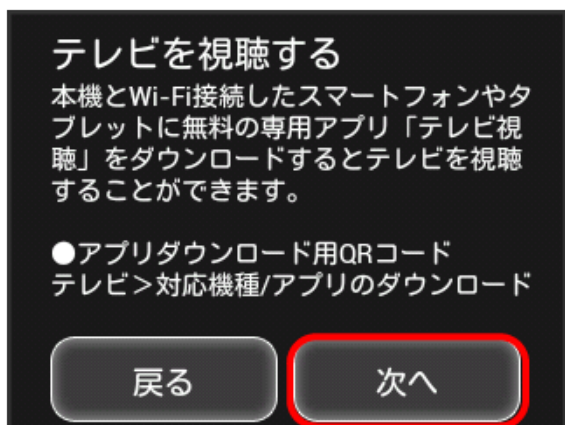 テレビを視聴する
本機とWi-Fi接続したスマートフォンやタ
ブレットに無料の専用アプリ「テレビ視
聴」をダウンロードするとテレビを視聴
することができます。
●アプリダウンロード用QRコード
テレビ＞対応機種/アプリのダウンロード
戻る
次へ